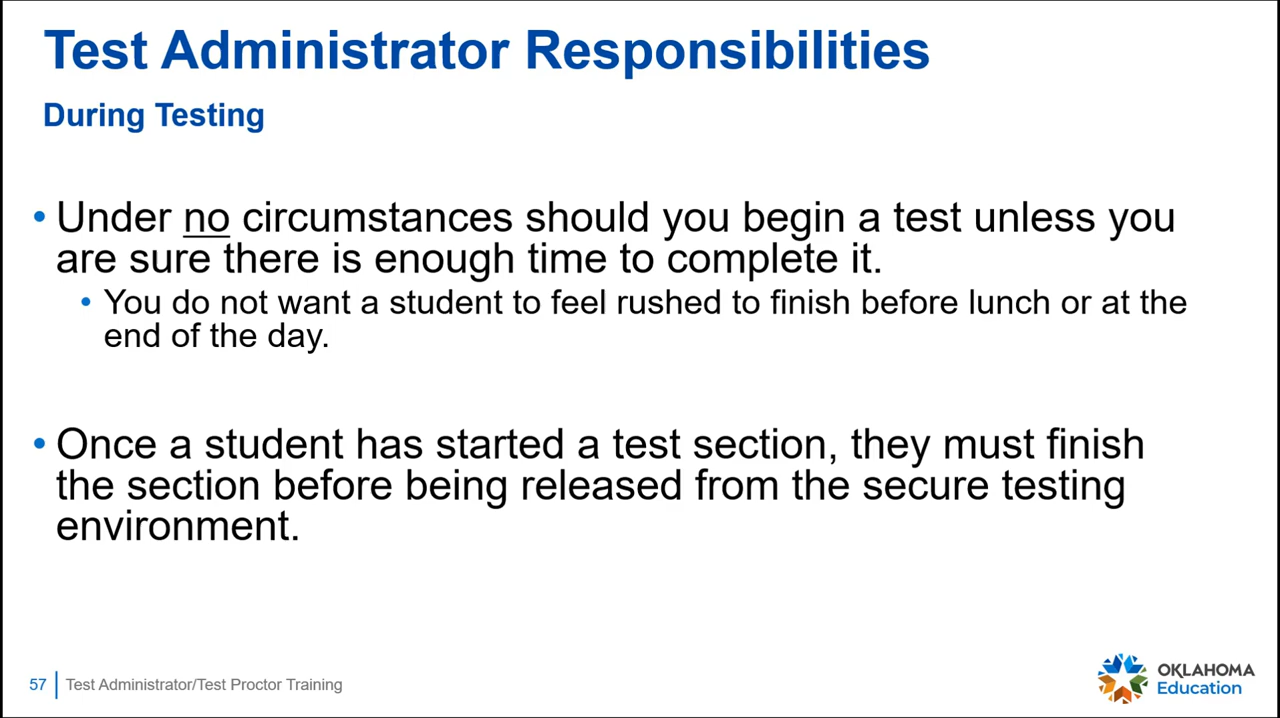 Test Administrator Responsibilities
During Testing
• Under no circumstances should you begin a test unless you
are sure there is enough time to complete it.
• You do not want a student to feel rushed to finish before lunch or at the
end of the day.
• Once a student has started a test section, they must finish
the section before being released from the secure testing
environment.
57 | Test Administrator/Test Proctor Training
OKLAHOMA
Education